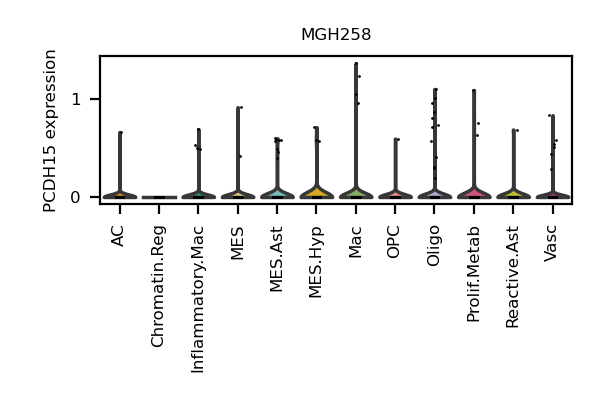 MGH258
PCDH15 expression
1
0
AC
Chromatin.Reg
Inflammatory.Mac
MES
MES.Ast
MES.Hyp
Mac
OPC
Oligo
Prolif.Metab
Reactive.Ast
Vasc